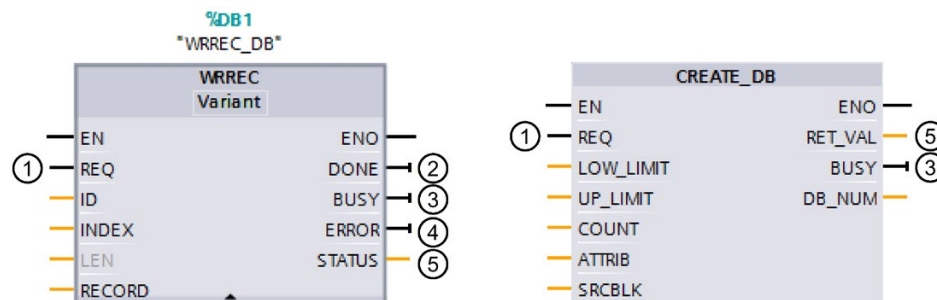 %DB1
"WRREC_DB"
WRREC
Variant
EN ENO
① REQ DONE ②
ID BUSY ③
INDEX ERROR ④
LEN STATUS ⑤
RECORD
CREATE_DB
EN ENO
① REQ RET_VAL ⑤
LOW_LIMIT BUSY ③
UP_LIMIT DB_NUM
COUNT
ATTRIB
SRCBLK